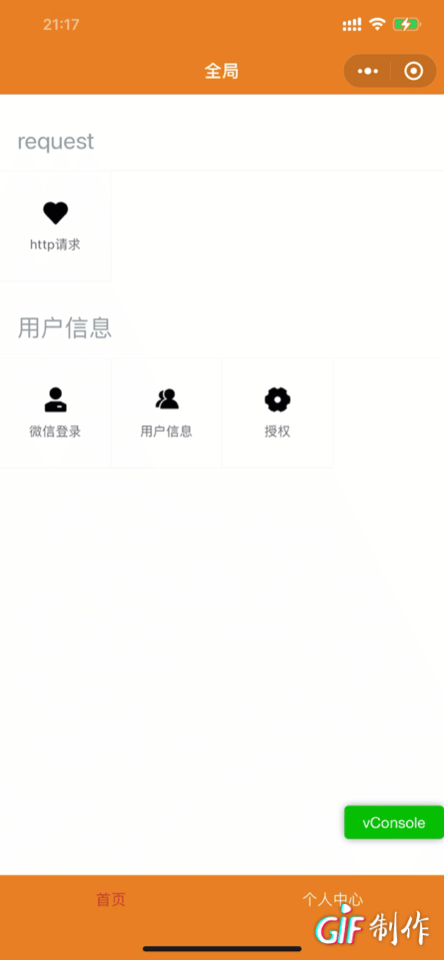 21:17
全局
request
http请求
用户信息
微信登录
用户信息
授权
vConsole
首页
个人中心
GIF制作